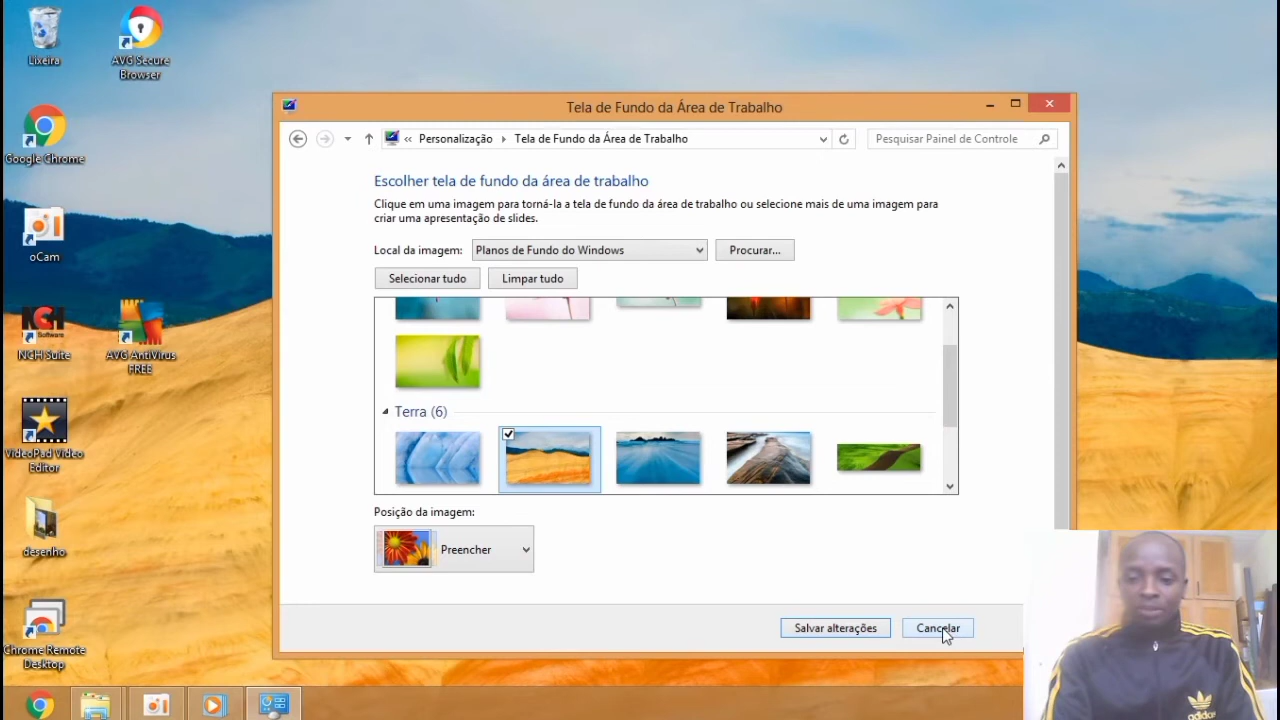 Lixeira
AVG Secure
Browser
Google Chrome
oCam
NCH
Software
NCH Suite
AVG AntiVirus
FREE
VideoPad Video
Editor
desenho
Chrome Remote
Desktop
Tela de Fundo da Área de Trabalho
« Personalização Tela de Fundo da Área de Trabalho
Pesquisar Painel de Controle
Escolher tela de fundo da área de trabalho
Clique em uma imagem para torná-la a tela de fundo da área de trabalho ou selecione mais de uma imagem para
criar uma apresentação de slides.
Local da imagem: Planos de Fundo do Windows Procurar...
Selecionar tudo Limpar tudo
Terra (6)
Posição da imagem:
Preencher
Salvar alterações Cancelar
adidas